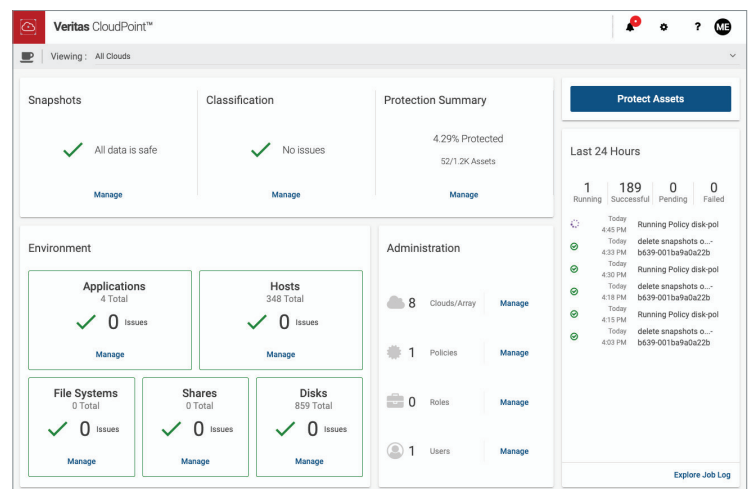 Veritas CloudPoint™
ME
Viewing : All Clouds
Snapshots
All data is safe
Manage
Classification
No issues
Manage
Protection Summary
4.29% Protected
52/1.2K Assets
Manage
Protect Assets
Last 24 Hours
1 189 0 0
Running Successful Pending Failed
Today
4:45 PM Running Policy disk-pol
Today delete snapshots o...-
4:33 PM b639-001ba9a0a22b
Today
4:30 PM Running Policy disk-pol
Today delete snapshots o...-
4:18 PM b639-001ba9a0a22b
Today
4:15 PM Running Policy disk-pol
Today delete snapshots o...-
4:03 PM b639-001ba9a0a22b
Explore Job Log
Environment
Applications
4 Total
0 Issues
Manage
Hosts
348 Total
0 Issues
Manage
File Systems
0 Total
0 Issues
Manage
Shares
0 Total
0 Issues
Manage
Disks
859 Total
0 Issues
Manage
Administration
8 Clouds/Array Manage
1 Policies Manage
0 Roles Manage
1 Users Manage